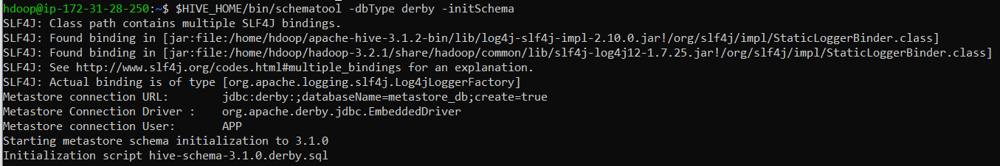 hdoop@ip-172-31-28-250:~$ $HIVE_HOME/bin/schematool -dbType derby -initSchema
SLF4J: Class path contains multiple SLF4J bindings.
SLF4J: Found binding in [jar:file:/home/hdoop/apache-hive-3.1.2-bin/lib/log4j-slf4j-impl-2.10.0.jar!/org/slf4j/impl/StaticLoggerBinder.class]
SLF4J: Found binding in [jar:file:/home/hdoop/hadoop-3.2.1/share/hadoop/common/lib/slf4j-log4j12-1.7.25.jar!/org/slf4j/impl/StaticLoggerBinder.class]
SLF4J: See http://www.slf4j.org/codes.html#multiple_bindings for an explanation.
SLF4J: Actual binding is of type [org.apache.logging.slf4j.Log4jLoggerFactory]
Metastore connection URL:        jdbc:derby:;databaseName=metastore_db;create=true
Metastore Connection Driver :    org.apache.derby.jdbc.EmbeddedDriver
Metastore connection User:       APP
Starting metastore schema initialization to 3.1.0
Initialization script hive-schema-3.1.0.derby.sql